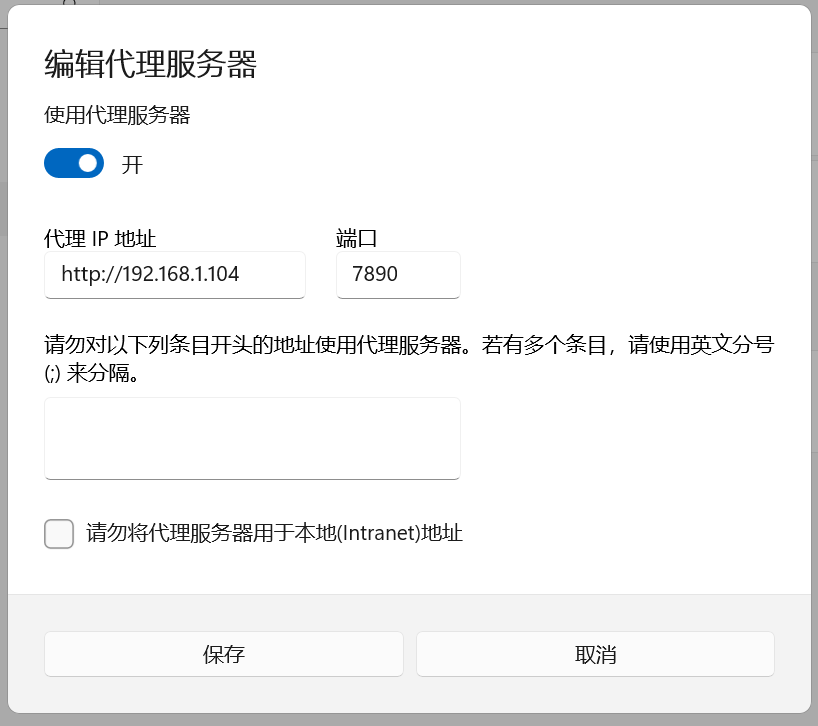 编辑代理服务器
使用代理服务器
开
代理 IP 地址
端口
http://192.168.1.104
7890
请勿对以下列条目开头的地址使用代理服务器。若有多个条目，请使用英文分号
(;) 来分隔。
请勿将代理服务器用于本地(Intranet)地址
保存
取消